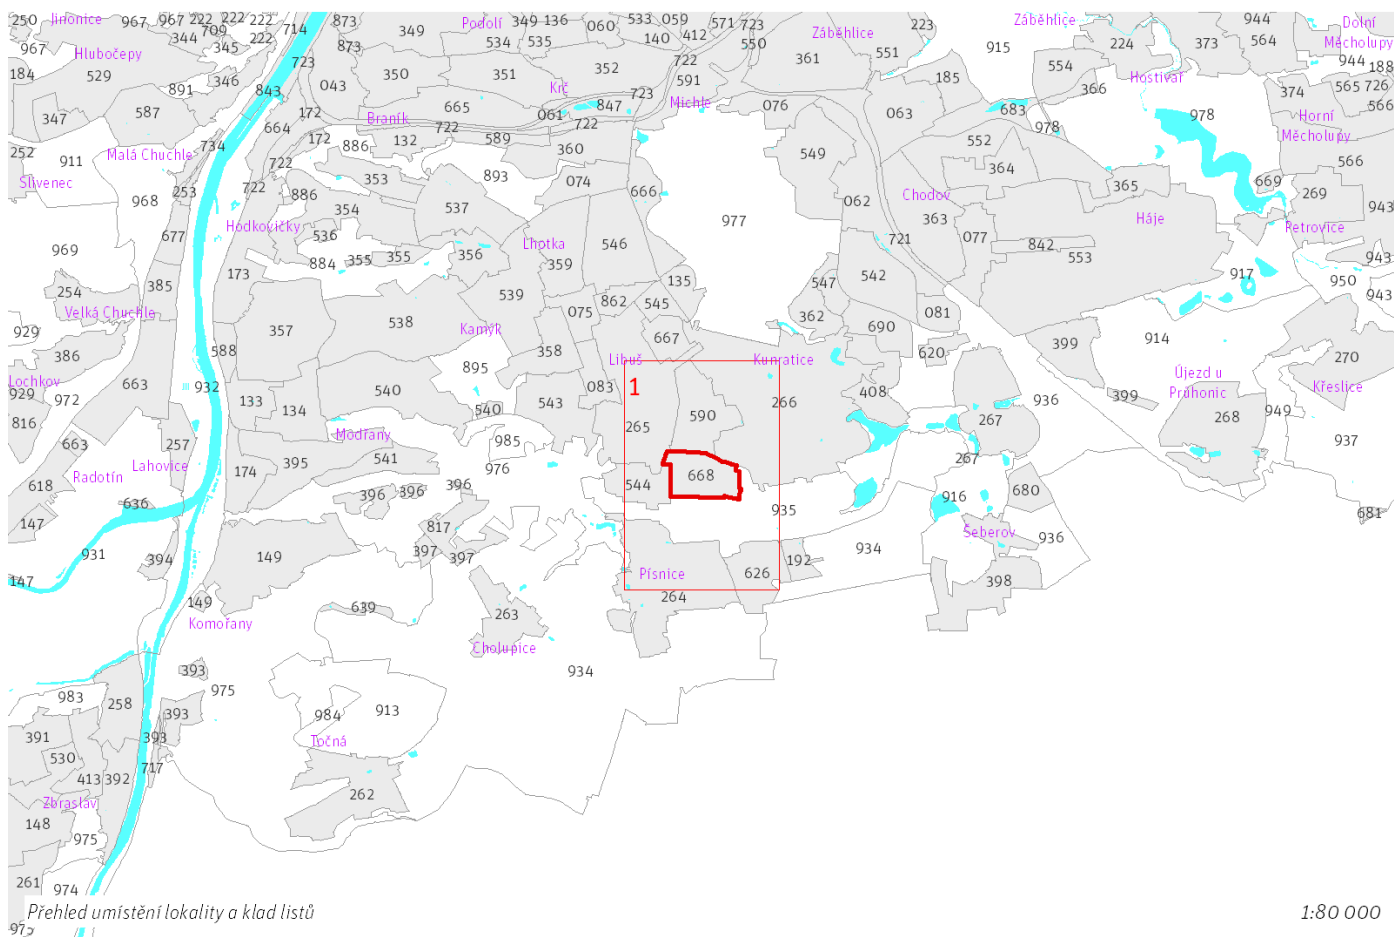 250 Jinonice 967 967 222 222 222 714 873 349 Podolí 349 136 060 533 059 571 723 223 Záběhlice 944 Dolní
344 709 222 345 873 534 535 140 412 550 Záběhlice 551 915 224 373 564 Měcholupy
967 Hlubočepy 529 723 722 361 554 944 188
184 891 346 843 043 350 351 Krč 352 591 185 Hostivař 366 374 565 726
347 587 172 665 061 847 723 Michle 076 063 683 978 978 566
664 Braník 722 589 722 552 Horní
252 911 Malá Chuchle 734 172 886 132 360 549 364 Měcholupy 566
Slivenec 722 353 893 074 365 669
968 253 722 886 354 537 666 062 Chodov 363 Háje 269 943
677 Hodkovičky 536 Lhotka 546 977 721 077 842 Petrovice
969 173 884 355 355 356 359 553 943
254 385 539 135 547 542 917 950 943
Velká Chuchle 075 862 545 362 081
929 357 538 Kamýk 667 690 914
386 588 358 Libuš Kunratice 620 399 270
Lochkov 663 932 895 083 1 Újezd u Křeslice
929 972 133 540 408 399 Průhonic
816 134 540 543 590 266 267 936 268 949
663 257 Modřany 985 265 937
Radotín Lahovice 395 541 976 267
618 174 396 396 396 544 668 680
147 636 817 935 916 681
931 394 149 397 397 934 Šeberov 936
147 Písnice 626 192 398
149 639 263 264
Komořany Cholupice
393 934
983 258 975
393 984 913
391 393 Točná
530 717
413 392 262
Zbraslav
148 975
261 974
Přehled umístění lokality a klad listů 1:80 000